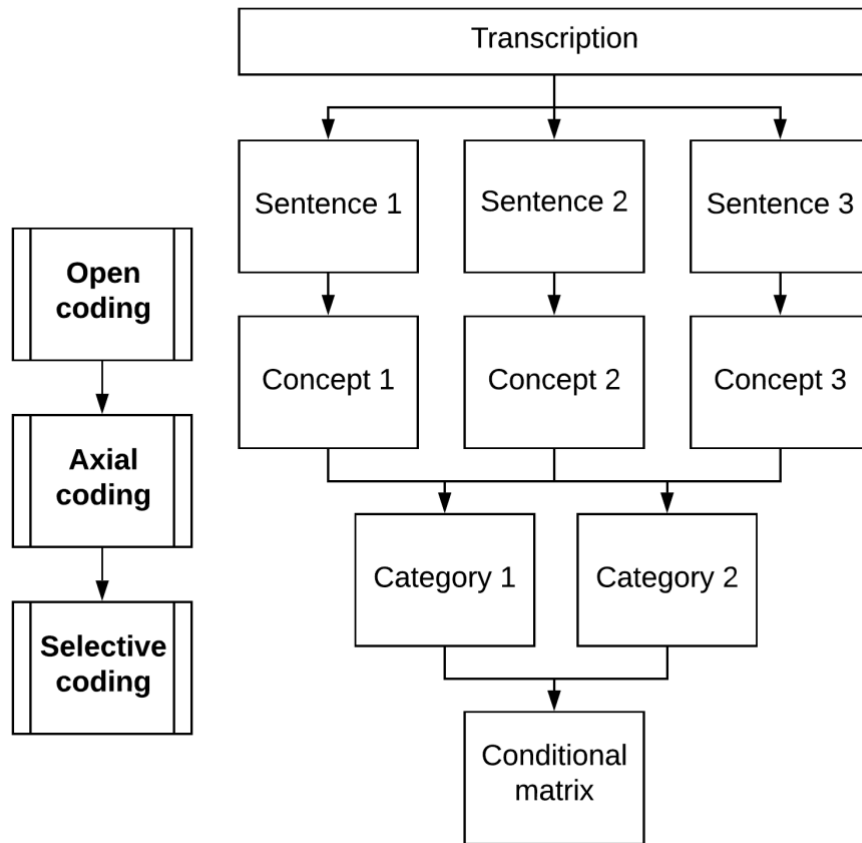 Transcription
Sentence 1
Sentence 2
Sentence 3
Open
coding
Concept 1
Concept 2
Concept 3
Axial
coding
Category 1
Category 2
Selective
coding
Conditional
matrix